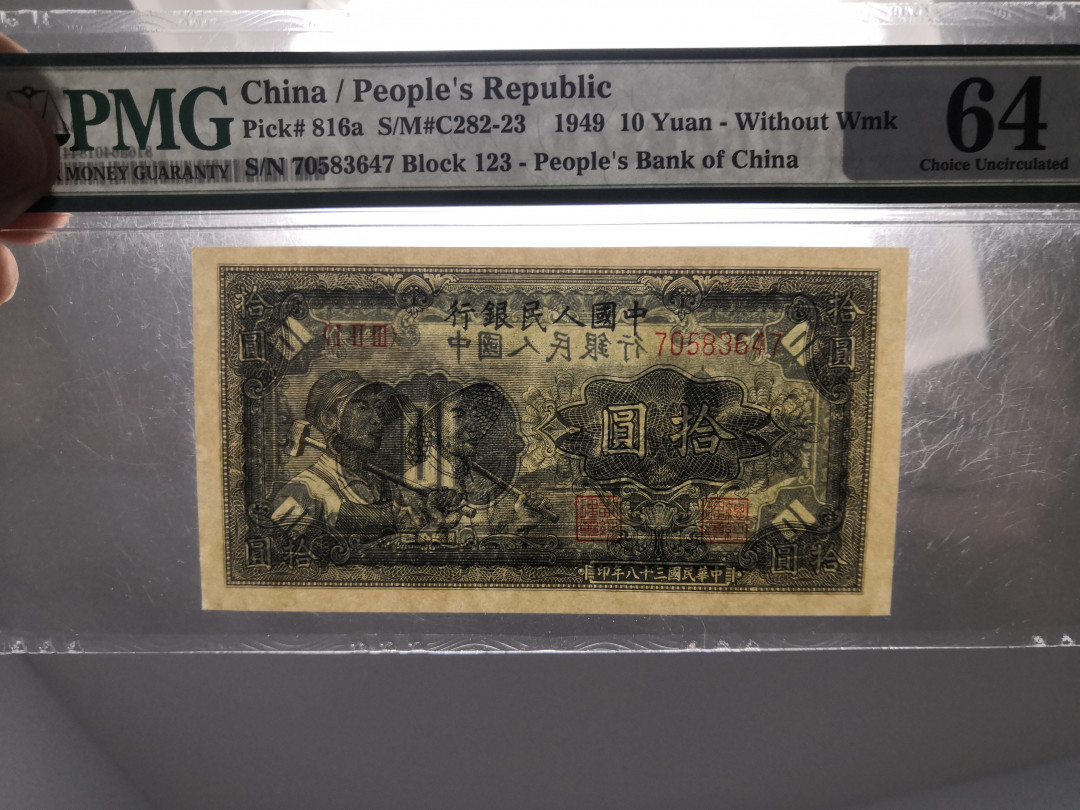 PMG
MONEY GUARANTY
China / People's Republic
Pick# 816a S/M#C282-23 1949 10 Yuan - Without Wmk
S/N 70583647 Block 123 - People's Bank of China
64
Choice Uncirculated
中國人民銀行
中國人民銀行
〈I II III〉
70583647
拾圓
拾圓
拾圓
拾圓
拾圓
中華民國三十八年印